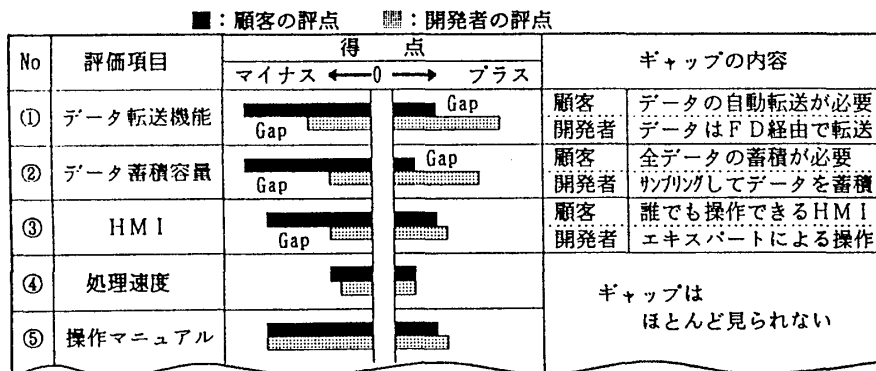 ■：顧客の評点　▒：開発者の評点
No 評価項目 得点 ギャップの内容
マイナス ←0→ プラス
① データ転送機能 Gap Gap 顧客 データの自動転送が必要
開発者 データはＦＤ経由で転送
② データ蓄積容量 Gap Gap 顧客 全データの蓄積が必要
開発者 ｻﾝﾌﾟﾘﾝｸﾞしてデータを蓄積
③ ＨＭＩ Gap 顧客 誰でも操作できるＨＭＩ
開発者 エキスパートによる操作
④ 処理速度 ギャップは
ほとんど見られない
⑤ 操作マニュアル